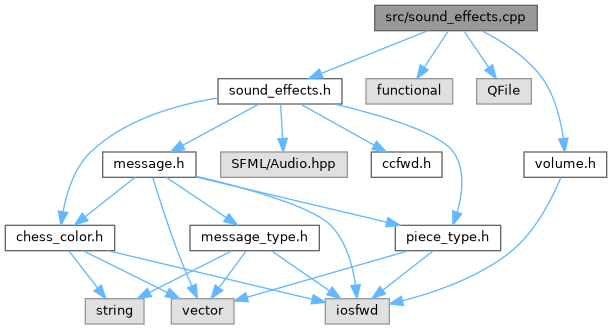 src/sound_effects.cpp
sound_effects.h
functional
QFile
message.h
SFML/Audio.hpp
ccfwd.h
volume.h
chess_color.h
message_type.h
piece_type.h
string
vector
iosfwd